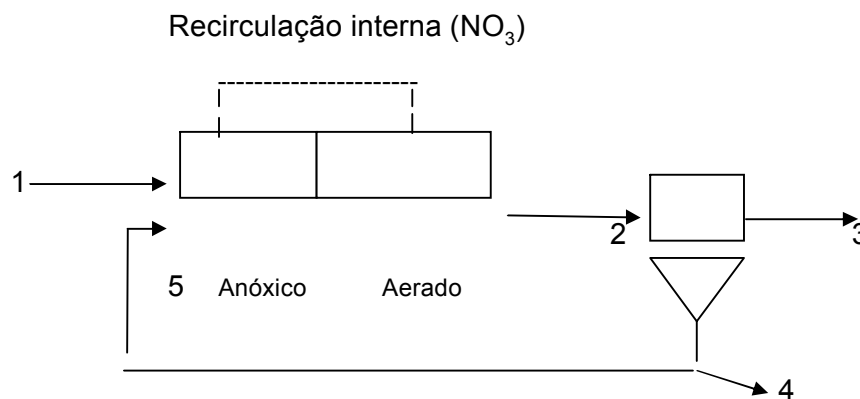 Recirculação interna (NO3)
1
2
3
5 Anóxico Aerado
4